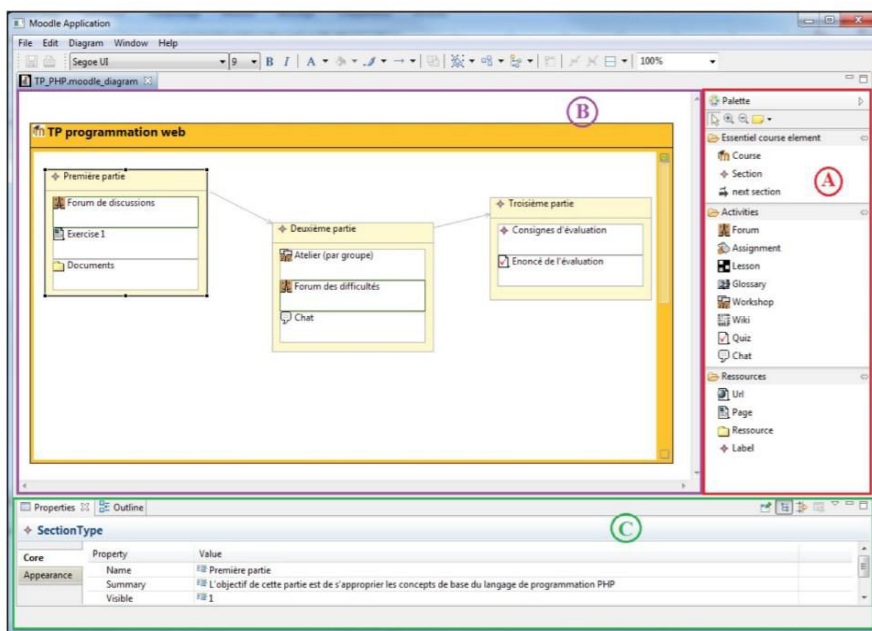 Moodle Application
File Edit Diagram Window Help
Segoe UI 9 B I A 100%
TP_PHP.moodle_diagram
B
TP programmation web
Première partie
Forum de discussions
Exercise 1
Documents
Deuxième partie
Atelier (par groupe)
Forum des difficultés
Chat
Troisième partie
Consignes d'évaluation
Enoncé de l'évaluation
Palette
A
Essentiel course element
Course
Section
next section
Activities
Forum
Assignment
Lesson
Glossary
Workshop
Wiki
Quiz
Chat
Ressources
Url
Page
Ressource
Label
Properties Outline
C
SectionType
Core
Appearance
Property Value
Name Première partie
Summary L'objectif de cette partie est de s'approprier les concepts de base du langage de programmation PHP
Visible 1